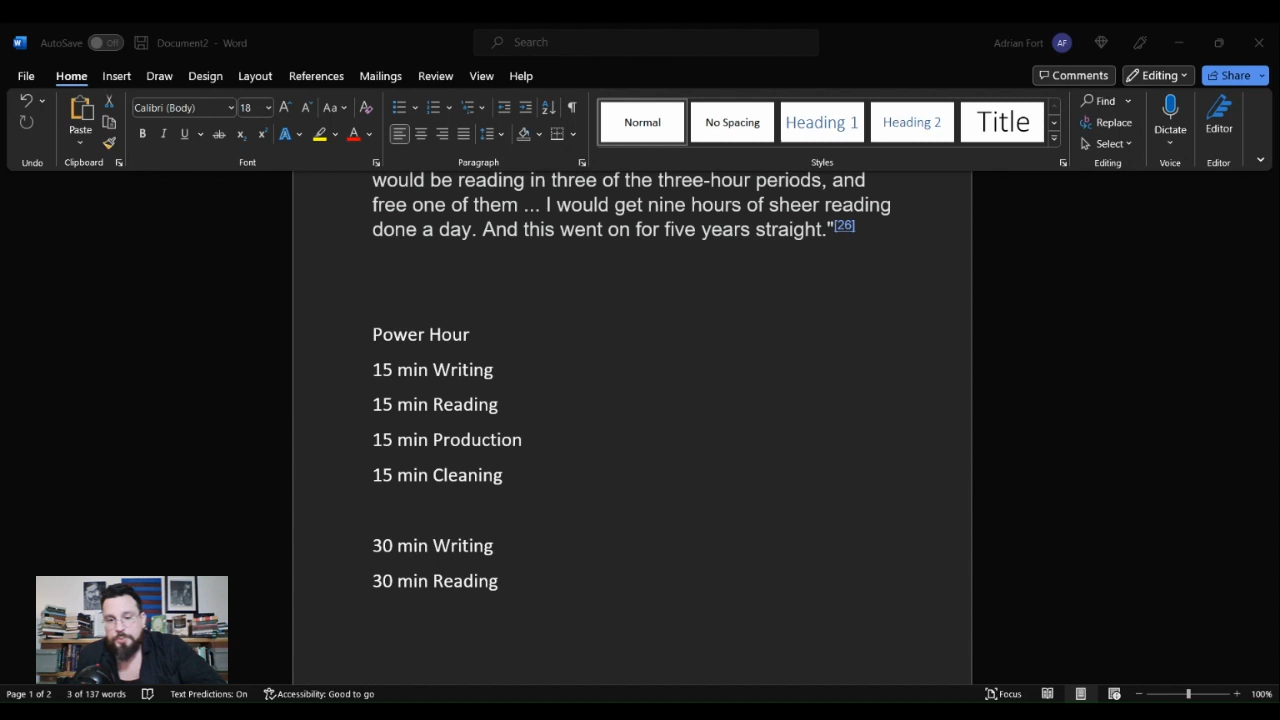 AutoSave Off Document2 - Word Search Adrian Fort AF
File Home Insert Draw Design Layout References Mailings Review View Help Comments Editing Share
Calibri (Body) 18 Aa
Paste
B I U ab x₂ x² A A
Normal No Spacing Heading 1 Heading 2 Title
Find
Replace
Select
Dictate Editor
Undo Clipboard Font Paragraph Styles Editing Voice Editor
would be reading in three of the three-hour periods, and
free one of them ... I would get nine hours of sheer reading
done a day. And this went on for five years straight."[26]
Power Hour
15 min Writing
15 min Reading
15 min Production
15 min Cleaning
30 min Writing
30 min Reading
Page 1 of 2 3 of 137 words Text Predictions: On Accessibility: Good to go Focus 100%